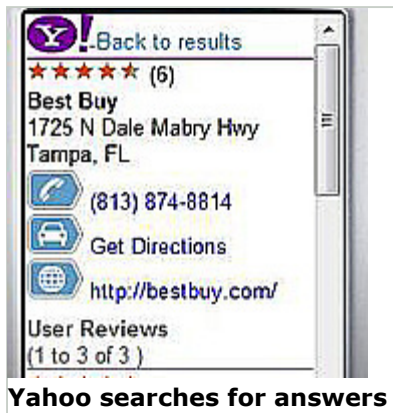 Y! Back to results
(6)
Best Buy
1725 N Dale Mabry Hwy
Tampa, FL
(813) 874-8814
Get Directions
http://bestbuy.com/
User Reviews
(1 to 3 of 3 )
Yahoo searches for answers